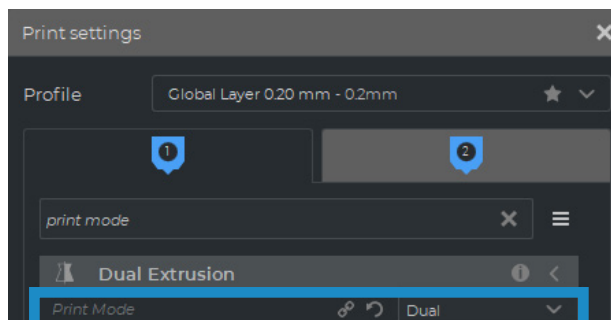 Print settings
Profile Global Layer 0.20 mm - 0.2mm
1 2
print mode
Dual Extrusion
Print Mode Dual